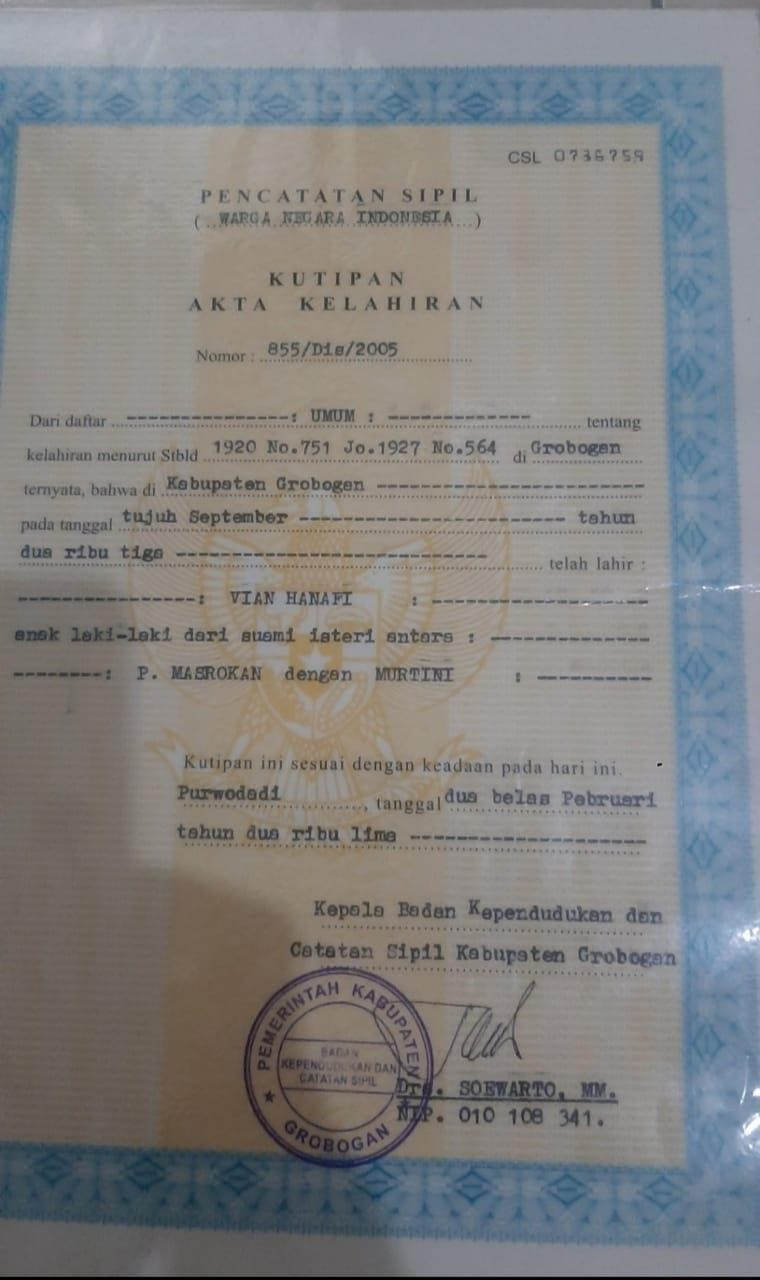 CSL 0736759
PENCATATAN SIPIL
( WARGA NEGARA INDONESIA )
KUTIPAN
AKTA KELAHIRAN
Nomor : 855/Dis/2005
Dari daftar ---------------: UMUM : ------------- tentang
kelahiran menurut Stbld 1920 No.751 Jo.1927 No.564 di Grobogan
ternyata, bahwa di Kabupaten Grobogan -------------------------
pada tanggal tujuh September ------------------------- tahun
dua ribu tiga ----------------------------- telah lahir :
-----------------: VIAN HANAFI : --------------------
anak laki-laki dari suami isteri antara : ---------------
--------: P. MASROKAN dengan MURTINI : ----------
Kutipan ini sesuai dengan keadaan pada hari ini.
Purwodadi, tanggal dua belas Pebruari
tahun dua ribu lima ----------------------
Kepala Badan Kependudukan dan
Catatan Sipil Kabupaten Grobogan
PEMERINTAH KABUPATEN
BADAN
KEPENDUDUKAN DAN
CATATAN SIPIL
★ GROBOGAN ★
Drs. SOEWARTO, MM.
NIP. 010 108 341.